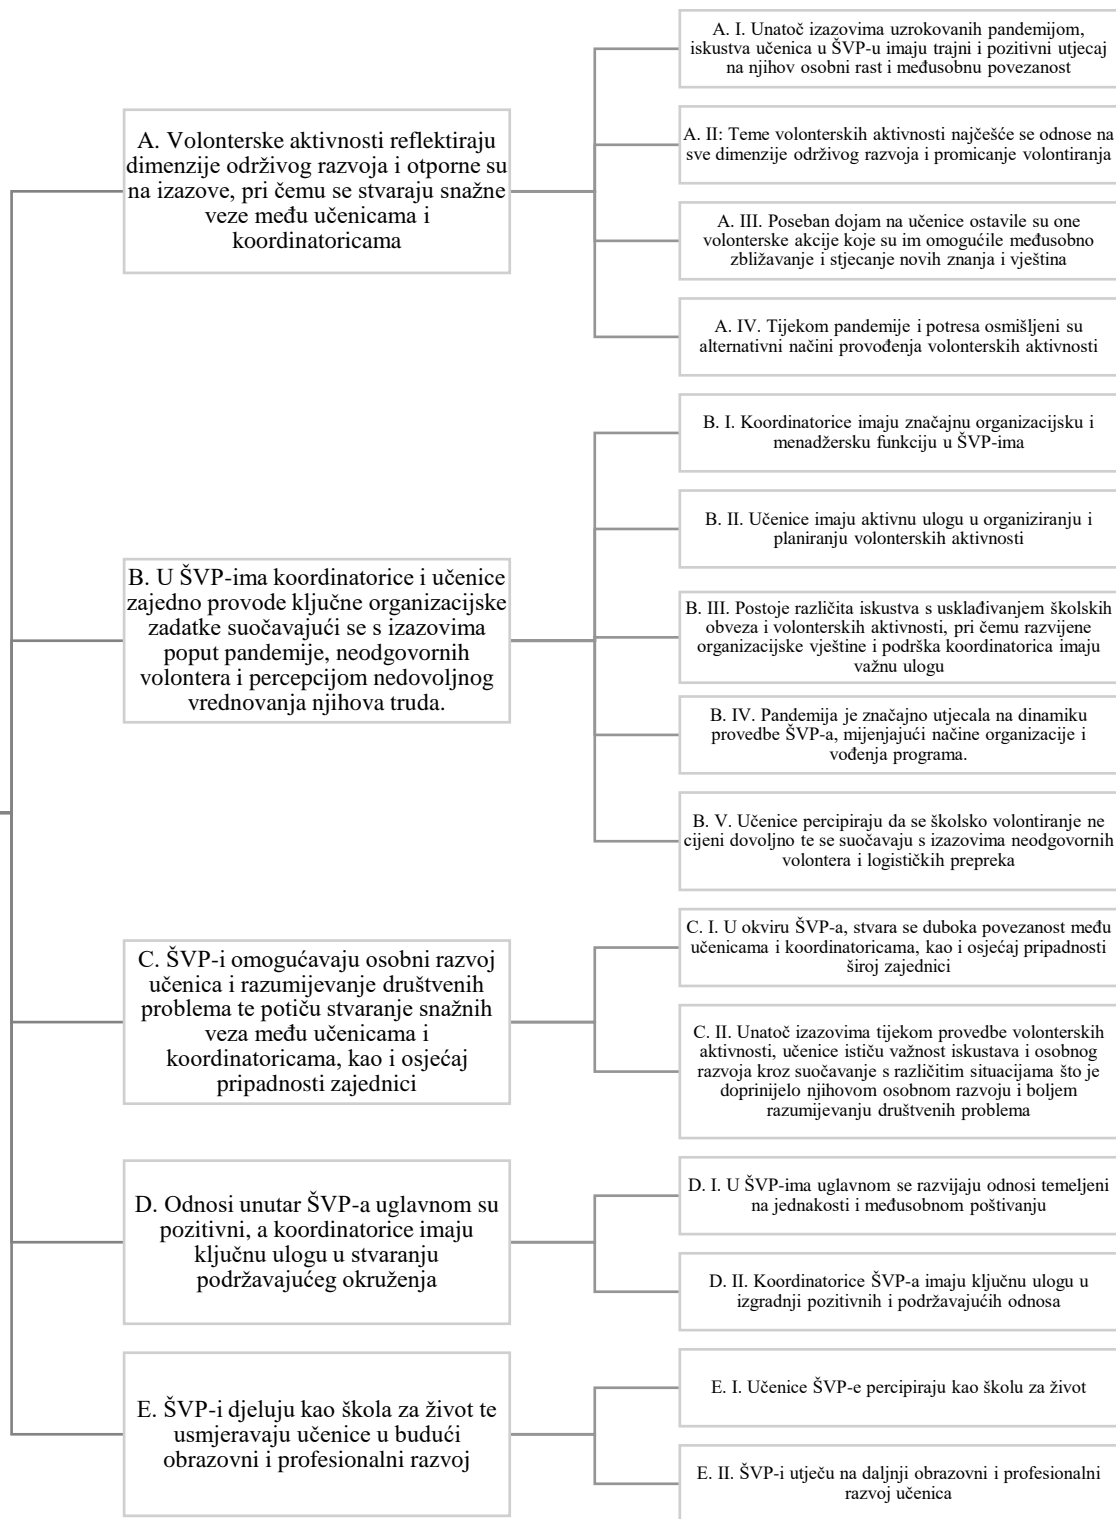 A. Volonterske aktivnosti reflektiraju
dimenzije održivog razvoja i otporne su
na izazove, pri čemu se stvaraju snažne
veze među učenicama i
koordinatoricama
A. I. Unatoč izazovima uzrokovanih pandemijom,
iskustva učenica u ŠVP-u imaju trajni i pozitivni utjecaj
na njihov osobni rast i međusobnu povezanost
A. II: Teme volonterskih aktivnosti najčešće se odnose na
sve dimenzije održivog razvoja i promicanje volontiranja
A. III. Poseban dojam na učenice ostavile su one
volonterske akcije koje su im omogućile međusobno
zbližavanje i stjecanje novih znanja i vještina
A. IV. Tijekom pandemije i potresa osmišljeni su
alternativni načini provođenja volonterskih aktivnosti
B. U ŠVP-ima koordinatorice i učenice
zajedno provode ključne organizacijske
zadatke suočavajući se s izazovima
poput pandemije, neodgovornih
volontera i percepcijom nedovoljnog
vrednovanja njihova truda.
B. I. Koordinatorice imaju značajnu organizacijsku i
menadžersku funkciju u ŠVP-ima
B. II. Učenice imaju aktivnu ulogu u organiziranju i
planiranju volonterskih aktivnosti
B. III. Postoje različita iskustva s usklađivanjem školskih
obveza i volonterskih aktivnosti, pri čemu razvijene
organizacijske vještine i podrška koordinatorica imaju
važnu ulogu
B. IV. Pandemija je značajno utjecala na dinamiku
provedbe ŠVP-a, mijenjajući načine organizacije i
vođenja programa.
B. V. Učenice percipiraju da se školsko volontiranje ne
cijeni dovoljno te se suočavaju s izazovima neodgovornih
volontera i logističkih prepreka
C. ŠVP-i omogućavaju osobni razvoj
učenica i razumijevanje društvenih
problema te potiču stvaranje snažnih
veza među učenicama i
koordinatoricama, kao i osjećaj
pripadnosti zajednici
C. I. U okviru ŠVP-a, stvara se duboka povezanost među
učenicama i koordinatoricama, kao i osjećaj pripadnosti
široj zajednici
C. II. Unatoč izazovima tijekom provedbe volonterskih
aktivnosti, učenice ističu važnost iskustava i osobnog
razvoja kroz suočavanje s različitim situacijama što je
doprinijelo njihovom osobnom razvoju i boljem
razumijevanju društvenih problema
D. Odnosi unutar ŠVP-a uglavnom su
pozitivni, a koordinatorice imaju
ključnu ulogu u stvaranju
podržavajućeg okruženja
D. I. U ŠVP-ima uglavnom se razvijaju odnosi temeljeni
na jednakosti i međusobnom poštivanju
D. II. Koordinatorice ŠVP-a imaju ključnu ulogu u
izgradnji pozitivnih i podržavajućih odnosa
E. ŠVP-i djeluju kao škola za život te
usmjeravaju učenice u budući
obrazovni i profesionalni razvoj
E. I. Učenice ŠVP-e percipiraju kao školu za život
E. II. ŠVP-i utječu na daljnji obrazovni i profesionalni
razvoj učenica